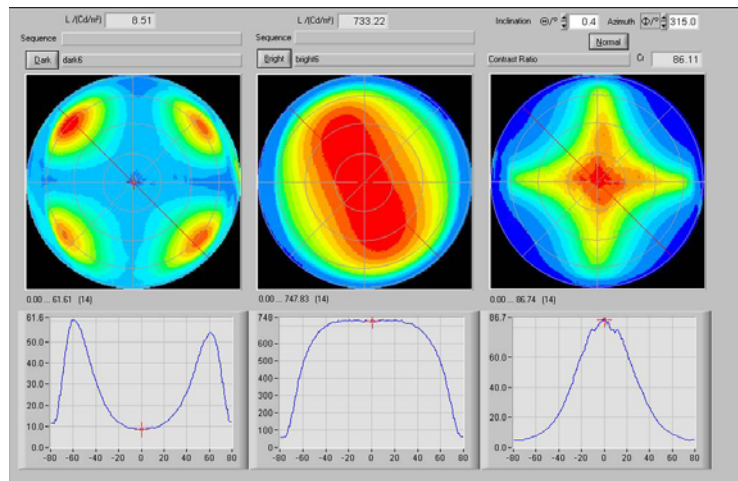 L /(Cd/m²) 8.51
L /(Cd/m²) 733.22
Inclination Θ/° 0.4 Azimuth Φ/° 315.0
Sequence
Sequence
Normal
Dark dark6
Bright bright6
Contrast Ratio Cr 86.11
0.00 ... 61.61 (14)
0.00 ... 747.83 (14)
0.00 ... 86.74 (14)
61.6
50.0
40.0
30.0
20.0
10.0
0.0
-80 -60 -40 -20 0 20 40 60 80
748
600
500
400
300
200
100
0
-80 -60 -40 -20 0 20 40 60 80
86.7
60.0
40.0
20.0
0.0
-80 -60 -40 -20 0 20 40 60 80